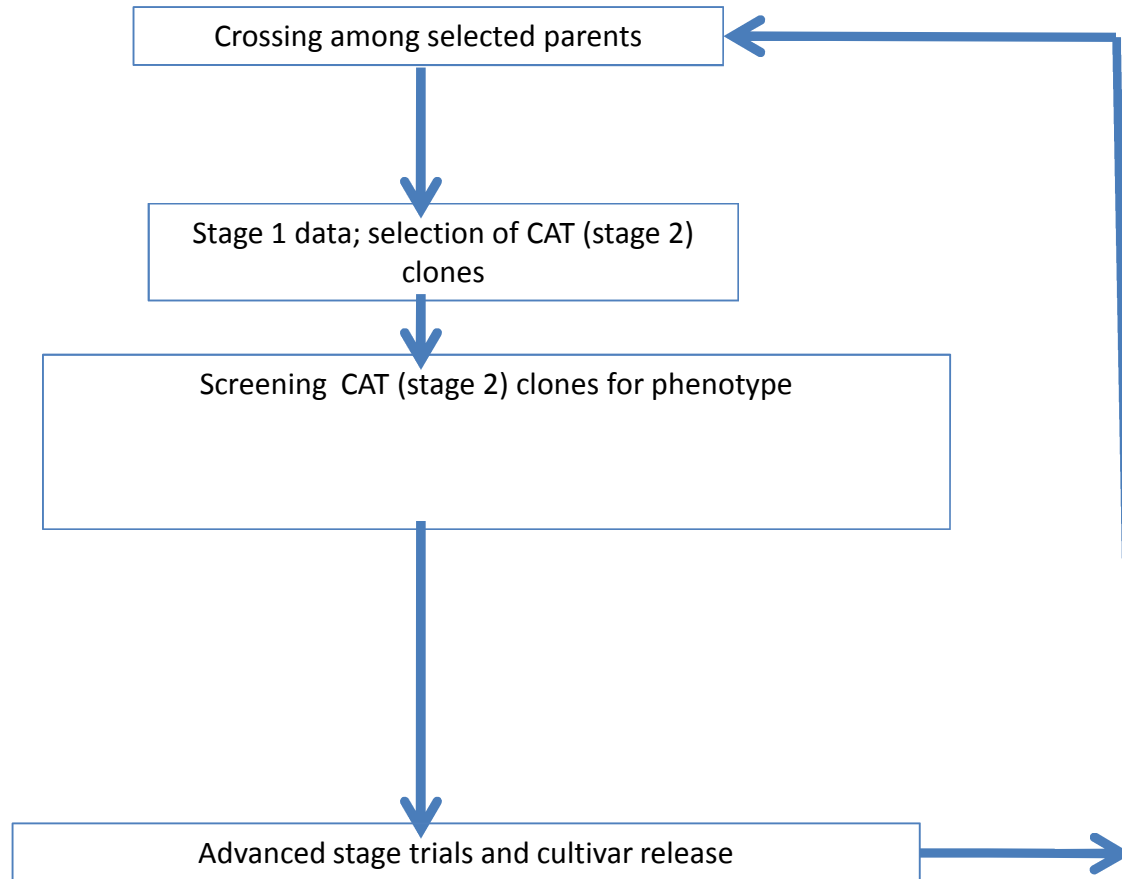 Crossing among selected parents
Stage 1 data; selection of CAT (stage 2)
clones
Screening  CAT (stage 2) clones for phenotype
Advanced stage trials and cultivar release